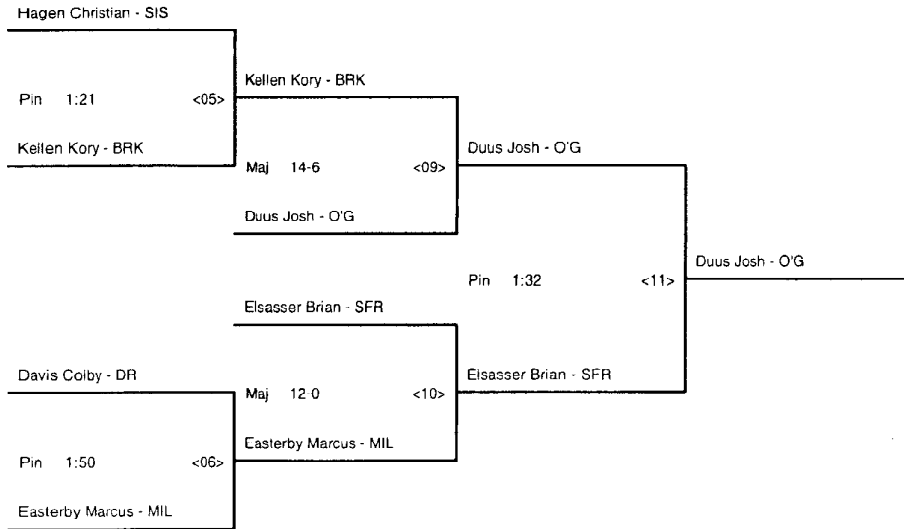 Hagen Christian - SIS
Pin 1:21 <05>
Kellen Kory - BRK
Kellen Kory - BRK
Maj 14-6 <09>
Duus Josh - O'G
Duus Josh - O'G
Pin 1:32 <11>
Duus Josh - O'G
Elsasser Brian - SFR
Maj 12-0 <10>
Easterby Marcus - MIL
Elsasser Brian - SFR
Davis Colby - DR
Pin 1:50 <06>
Easterby Marcus - MIL